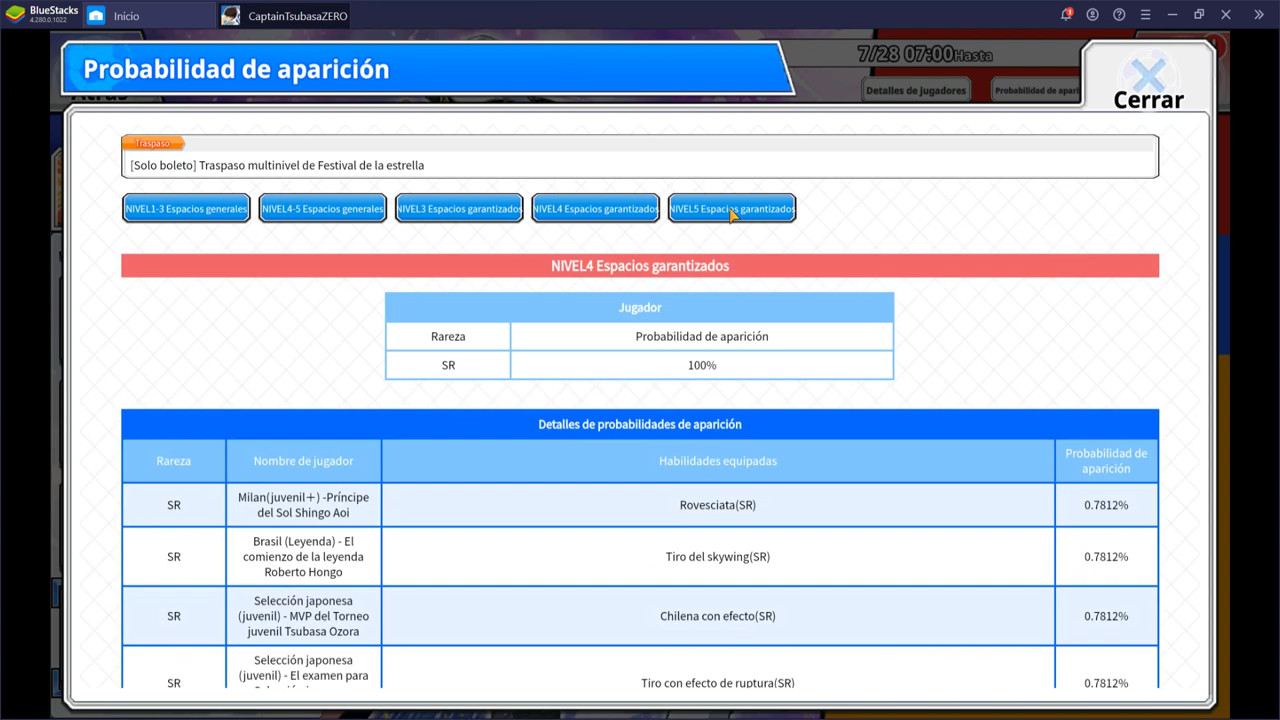 BlueStacks
4.280.0.1022
Inicio
CaptainTsubasaZERO
1
Probabilidad de aparición
7/28 07:00Hasta
Detalles de jugadores
Probabilidad de apari
Cerrar
Traspaso
[Solo boleto] Traspaso multinivel de Festival de la estrella
NIVEL1-3 Espacios generales
NIVEL4-5 Espacios generales
NIVEL3 Espacios garantizados
NIVEL4 Espacios garantizados
NIVEL5 Espacios garantizados
NIVEL4 Espacios garantizados
Jugador
Rareza
Probabilidad de aparición
SR
100%
Detalles de probabilidades de aparición
Rareza
Nombre de jugador
Habilidades equipadas
Probabilidad de
aparición
SR
Milan(juvenil+) -Príncipe
del Sol Shingo Aoi
Rovesciata(SR)
0.7812%
SR
Brasil (Leyenda) - El
comienzo de la leyenda
Roberto Hongo
Tiro del skywing(SR)
0.7812%
SR
Selección japonesa
(juvenil) - MVP del Torneo
juvenil Tsubasa Ozora
Chilena con efecto(SR)
0.7812%
SR
Selección japonesa
(juvenil) - El examen para
Tiro con efecto de ruptura(SR)
0.7812%